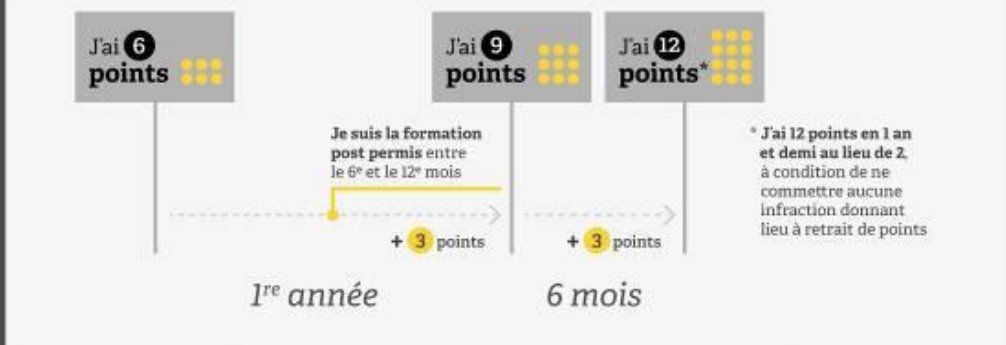 J'ai 6
points
J'ai 9
points
J'ai 12
points*
Je suis la formation
post permis entre
le 6e et le 12e mois
* J'ai 12 points en 1 an
et demi au lieu de 2,
à condition de ne
commettre aucune
infraction donnant
lieu à retrait de points
+ 3 points
+ 3 points
1re année
6 mois